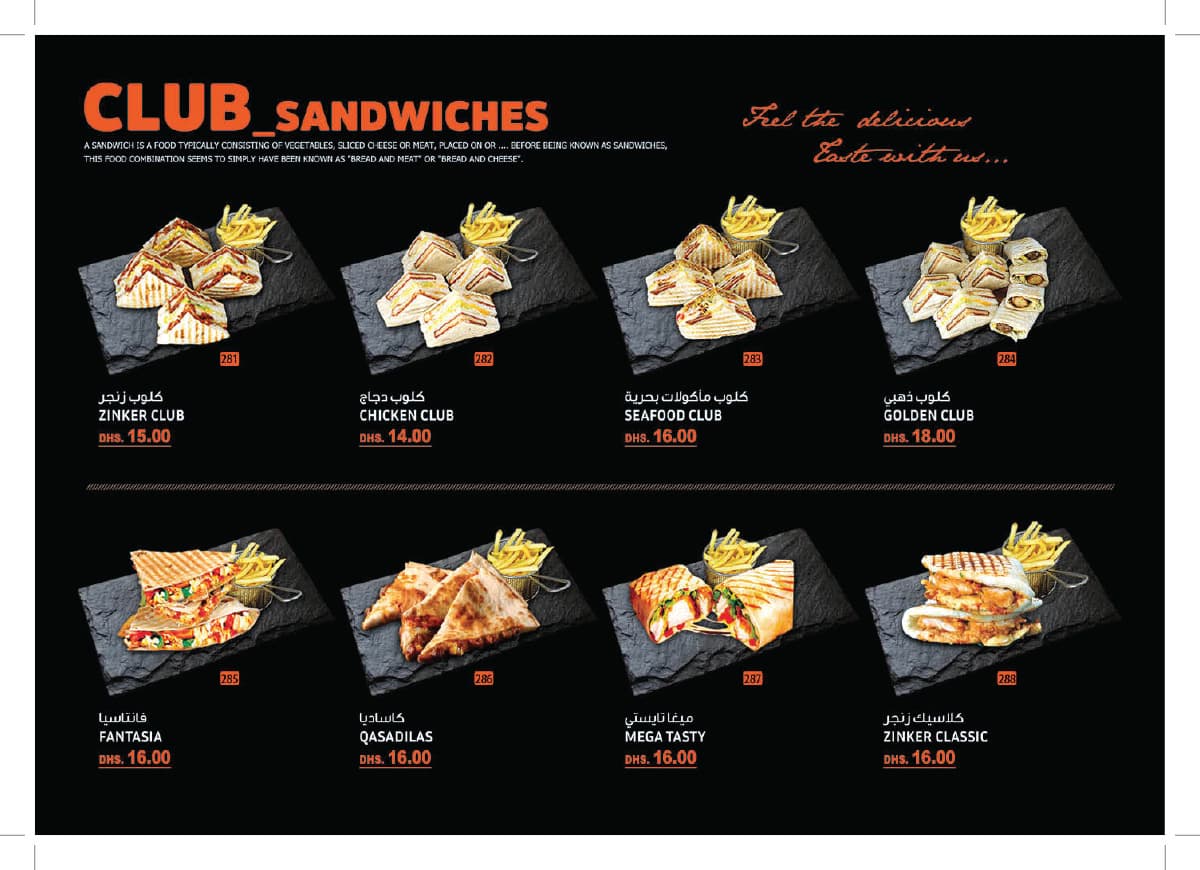 CLUB_SANDWICHES
A SANDWICH IS A FOOD TYPICALLY CONSISTING OF VEGETABLES, SLICED CHEESE OR MEAT, PLACED ON OR .... BEFORE BEING KNOWN AS SANDWICHES,
THIS FOOD COMBINATION SEEMS TO SIMPLY HAVE BEEN KNOWN AS "BREAD AND MEAT" OR "BREAD AND CHEESE".
Feel the delicious
Taste with us...
281
كلوب زنجر
ZINKER CLUB
DHS. 15.00
282
كلوب دجاج
CHICKEN CLUB
DHS. 14.00
283
كلوب مأكولات بحرية
SEAFOOD CLUB
DHS. 16.00
284
كلوب ذهبي
GOLDEN CLUB
DHS. 18.00
285
فانتاسيا
FANTASIA
DHS. 16.00
286
كاساديا
QASADILAS
DHS. 16.00
287
ميغا تايستي
MEGA TASTY
DHS. 16.00
288
كلاسيك زنجر
ZINKER CLASSIC
DHS. 16.00